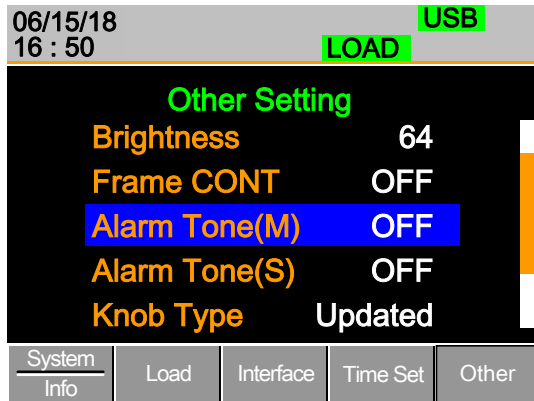 06/15/18 USB
16 : 50 LOAD
Other Setting
Brightness 64
Frame CONT OFF
Alarm Tone(M) OFF
Alarm Tone(S) OFF
Knob Type Updated
System Info Load Interface Time Set Other